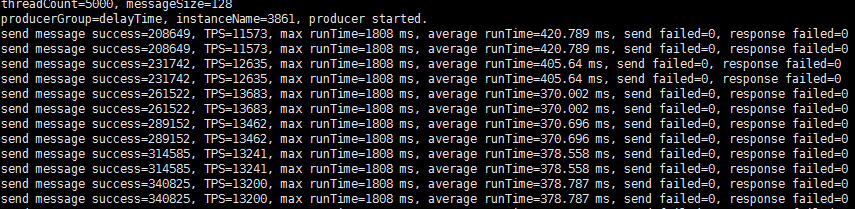 threadCount=5000, messageSize=128
producerGroup=delayTime, instanceName=3861, producer started.
send message success=208649, TPS=11573, max runTime=1808 ms, average runTime=420.789 ms, send failed=0, response failed=0
send message success=208649, TPS=11573, max runTime=1808 ms, average runTime=420.789 ms, send failed=0, response failed=0
send message success=231742, TPS=12635, max runTime=1808 ms, average runTime=405.64 ms, send failed=0, response failed=0
send message success=231742, TPS=12635, max runTime=1808 ms, average runTime=405.64 ms, send failed=0, response failed=0
send message success=261522, TPS=13683, max runTime=1808 ms, average runTime=370.002 ms, send failed=0, response failed=0
send message success=261522, TPS=13683, max runTime=1808 ms, average runTime=370.002 ms, send failed=0, response failed=0
send message success=289152, TPS=13462, max runTime=1808 ms, average runTime=370.696 ms, send failed=0, response failed=0
send message success=289152, TPS=13462, max runTime=1808 ms, average runTime=370.696 ms, send failed=0, response failed=0
send message success=314585, TPS=13241, max runTime=1808 ms, average runTime=378.558 ms, send failed=0, response failed=0
send message success=314585, TPS=13241, max runTime=1808 ms, average runTime=378.558 ms, send failed=0, response failed=0
send message success=340825, TPS=13200, max runTime=1808 ms, average runTime=378.787 ms, send failed=0, response failed=0
send message success=340825, TPS=13200, max runTime=1808 ms, average runTime=378.787 ms, send failed=0, response failed=0